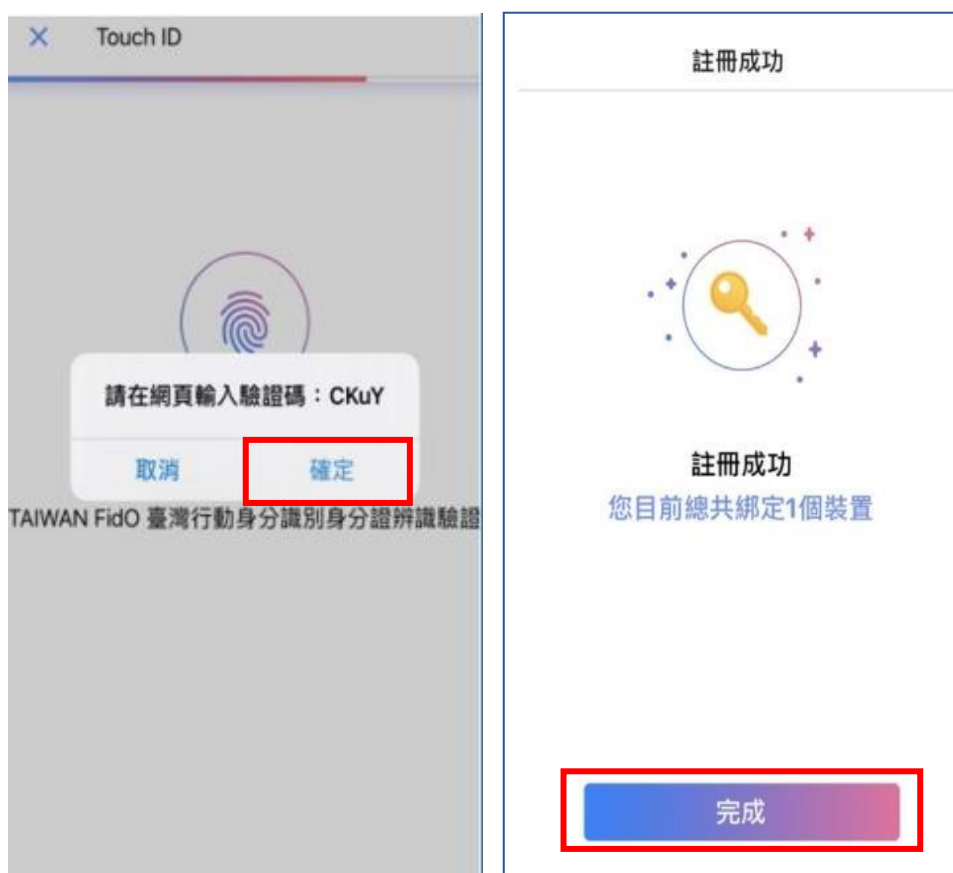 Touch ID
請在網頁輸入驗證碼：CKuY
取消
確定
TAIWAN FidO 臺灣行動身分識別身分證辨識驗證
註冊成功
註冊成功
您目前總共綁定1個裝置
完成